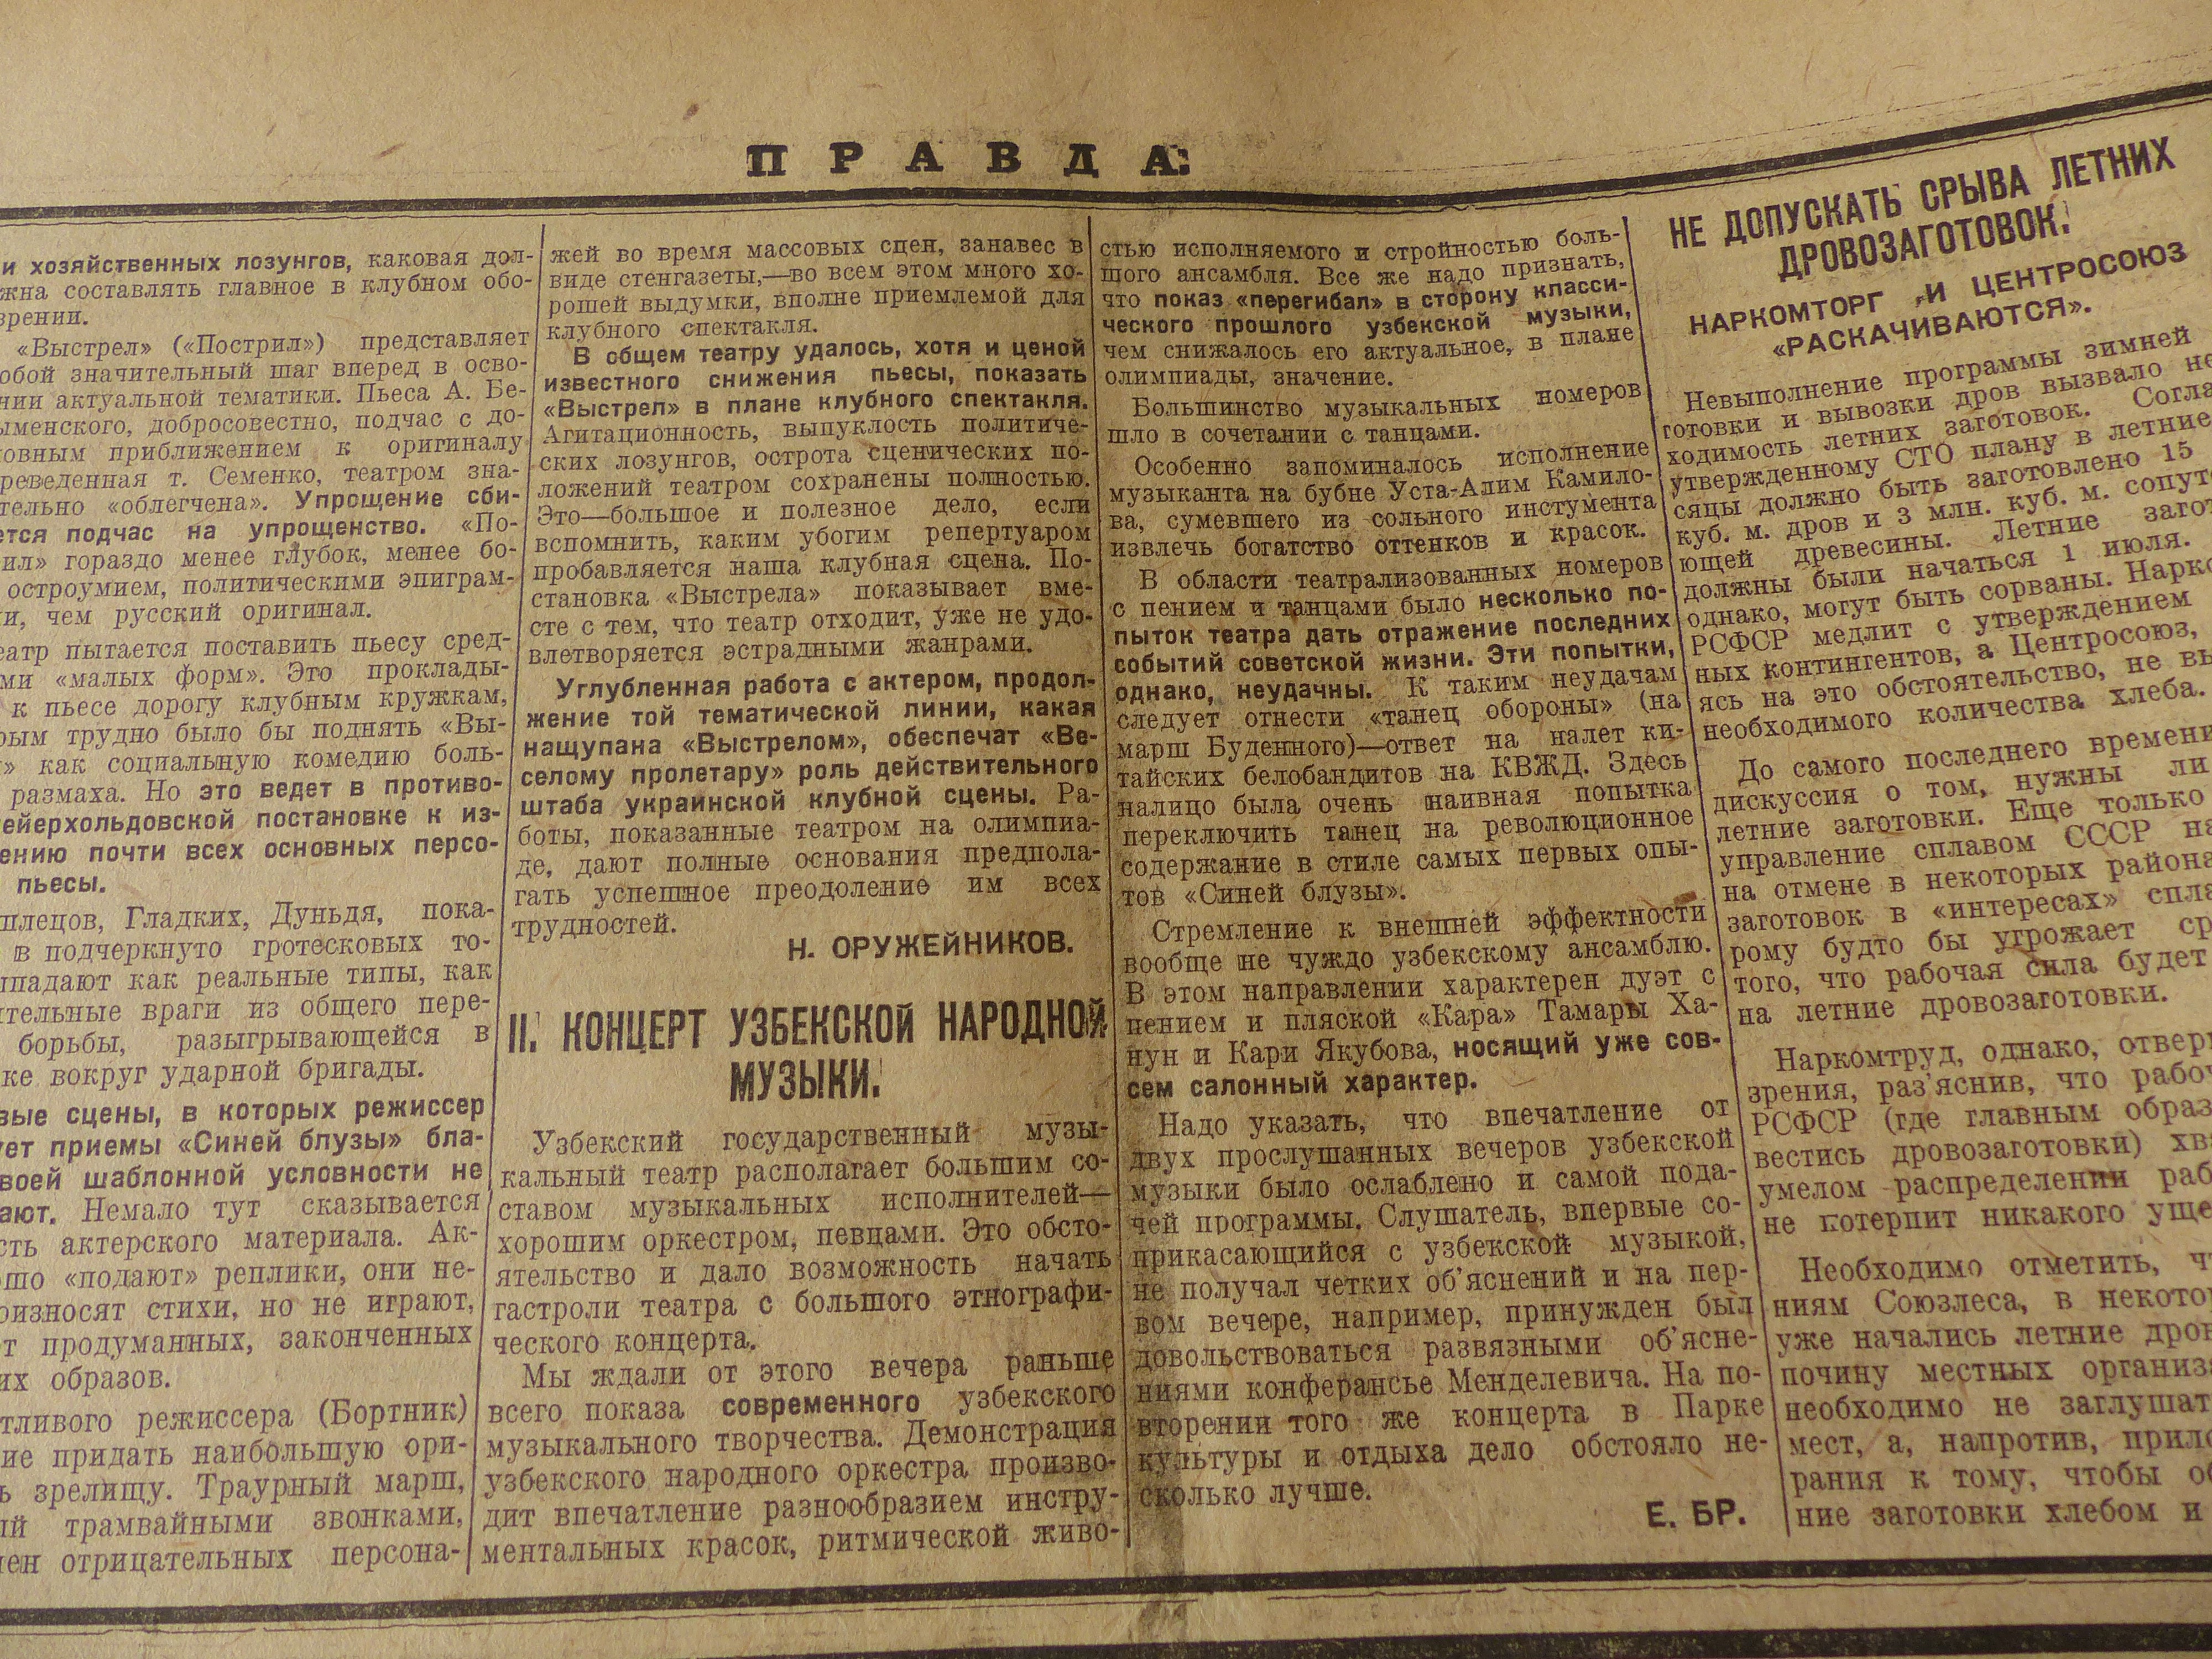 ПРАВДА
и хозяйственных лозунгов, каковая дол-
жна составлять главное в клубном обо-
зрении.
«Выстрел» («Пострил») представляет
обой значительный шаг вперед в осво-
нии актуальной тематики. Пьеса А. Бе-
ыменского, добросовестно, подчас с до-
ловным приближением к оригиналу
реведенная т. Семенко, театром зна-
тельно «облегчена». Упрощение сби-
ется подчас на упрощенство. «По-
ил» гораздо менее глубок, менее бо-
остроумием, политическими эпиграм-
и, чем русский оригинал.
еатр пытается поставить пьесу сред-
ми «малых форм». Это проклады-
к пьесе дорогу клубным кружкам,
рым трудно было бы поднять «Вы-
» как социальную комедию боль-
размаха. Но это ведет в противо-
ейерхольдовской постановке к из-
ению почти всех основных персо-
пьесы.
шлецов, Гладких, Дундя, пока-
в подчеркнуто гротесковых то-
ыпадают как реальные типы, как
ительные враги из общего пере-
борьбы, разыгрывающейся в
ке вокруг ударной бригады.
вые сцены, в которых режиссер
ует приемы «Синей блузы» бла-
воей шаблонной условности не
ают. Немало тут сказывается
сть актерского материала. Ак-
шо «подают» реплики, они не-
роизносят стихи, но не играют,
т продуманных, законченных
их образов.
тливого режиссера (Бортник)
ие придать наибольшую ори-
ь зрелищу. Траурный марш,
ый трамвайными звонками,
ен отрицательных персона-
жей во время массовых сцен, занавес в
виде стенгазеты,—во всем этом много хо-
рошей выдумки, вполне приемлемой для
клубного спектакля.
В общем театру удалось, хотя и ценой
известного снижения пьесы, показать
«Выстрел» в плане клубного спектакля.
Агитационность, выпуклость политиче-
ских лозунгов, острота сценических по-
ложений театром сохранены полностью.
Это—большое и полезное дело, если
вспомнить, каким убогим репертуаром
пробавляется наша клубная сцена. По-
становка «Выстрела» показывает вме-
сте с тем, что театр отходит, уже не удо-
влетворяется эстрадными жанрами.
Углубленная работа с актером, продол-
жение той тематической линии, какая
нащупана «Выстрелом», обеспечат «Ве-
селому пролетару» роль действительного
штаба украинской клубной сцены. Ра-
боты, показанные театром на олимпиа-
де, дают полные основания предпола-
гать успешное преодоление им всех
трудностей.
Н. ОРУЖЕЙНИКОВ.
II. КОНЦЕРТ УЗБЕКСКОЙ НАРОДНОЙ
МУЗЫКИ.
Узбекский государственный музы-
кальный театр располагает большим со-
ставом музыкальных исполнителей—
хорошим оркестром, певцами. Это обсто-
ятельство и дало возможность начать
гастроли театра с большого этнографи-
ческого концерта.
Мы ждали от этого вечера раньше
всего показа современного узбекского
музыкального творчества. Демонстрация
узбекского народного оркестра произво-
дит впечатление разнообразием инстру-
ментальных красок, ритмической живо-
стью исполняемого и стройностью боль-
шого ансамбля. Все же надо признать,
что показ «перегибал» в сторону класси-
ческого прошлого узбекской музыки,
чем снижалось его актуальное, в плане
олимпиады, значение.
Большинство музыкальных номеров
шло в сочетании с танцами.
Особенно запоминалось исполнение
музыканта на бубне Уста-Алим Камило-
ва, сумевшего из сольного инстумента
извлечь богатство оттенков и красок.
В области театрализованных номеров
с пением и танцами было несколько по-
пыток театра дать отражение последних
событий советской жизни. Эти попытки,
однако, неудачны. К таким неудачам
следует отнести «танец обороны» (на
марш Буденного)—ответ на налет ки-
тайских белобандитов на КВЖД. Здесь
налицо была очень наивная попытка
переключить танец на революционное
содержание в стиле самых первых опы-
тов «Синей блузы».
Стремление к внешней эффектности
вообще не чуждо узбекскому ансамблю.
В этом направлении характерен дуэт с
пением и пляской «Кара» Тамары Ха-
нун и Кари Якубова, носящий уже сов-
сем салонный характер.
Надо указать, что впечатление от
двух прослушанных вечеров узбекской
музыки было ослаблено и самой пода-
чей программы. Слушатель, впервые со-
прикасающийся с узбекской музыкой,
не получал четких об'яснений и на пер-
вом вечере, например, принужден был
довольствоваться развязными об'ясне-
ниями конферансье Менделевича. На по-
вторении того же концерта в Парке
культуры и отдыха дело обстояло не-
сколько лучше.
Е. БР.
НЕ ДОПУСКАТЬ СРЫВА ЛЕТНИХ
ДРОВОЗАГОТОВОК.
НАРКОМТОРГ И ЦЕНТРОСОЮЗ
«РАСКАЧИВАЮТСЯ».
Невыполнение программы зимней
готовки и вывозки дров вызвало не
ходимость летних заготовок. Согла
утвержденному СТО плану в летние
сяцы должно быть заготовлено 15
куб. м. дров и 3 млн. куб. м. сопут
ющей древесины. Летние загот
должны были начаться 1 июля.
однако, могут быть сорваны. Нарко
РСФСР медлит с утверждением
ных контингентов, а Центросоюз,
ясь на это обстоятельство, не вы
необходимого количества хлеба.
До самого последнего времени
дискуссия о том, нужны ли
летние заготовки. Еще только
управление сплавом СССР на
на отмене в некоторых района
заготовок в «интересах» спла
рому будто бы угрожает ср
того, что рабочая сила будет
на летние дровозаготовки.
Наркомтруд, однако, отвер
зрения, раз'яснив, что рабоч
РСФСР (где главным образ
вестись дровозаготовки) хва
умелом распределении раб
не потерпит никакого ущe
Необходимо отметить, чт
ниям Союзлеса, в некото
уже начались летние дров
почину местных организа
необходимо не заглушат
мест, а, напротив, прило
рания к тому, чтобы об
ние заготовки хлебом и